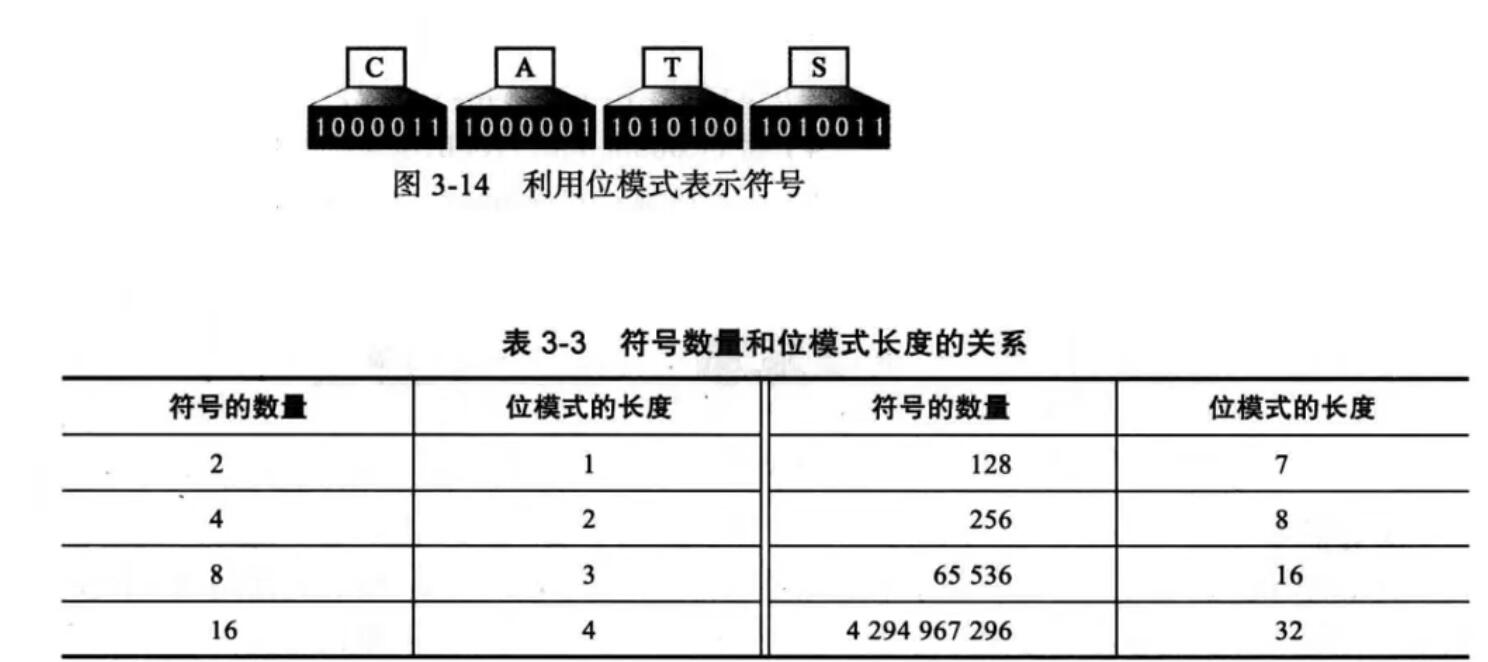 C A T S
1000011 1000001 1010100 1010011
图 3-14 利用位模式表示符号
表 3-3 符号数量和位模式长度的关系
符号的数量 位模式的长度 符号的数量 位模式的长度
2 1 128 7
4 2 256 8
8 3 65 536 16
16 4 4 294 967 296 32